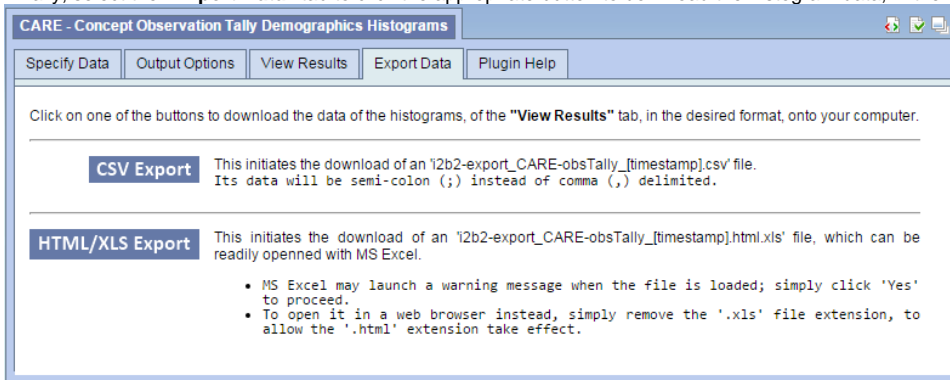 CARE - Concept Observation Tally Demographics Histograms
Specify Data Output Options View Results Export Data Plugin Help
Click on one of the buttons to download the data of the histograms, of the "View Results" tab, in the desired format, onto your computer.
CSV Export
This initiates the download of an 'i2b2-export_CARE-obsTally_[timestamp].csv' file.
Its data will be semi-colon (;) instead of comma (,) delimited.
HTML/XLS Export
This initiates the download of an 'i2b2-export_CARE-obsTally_[timestamp].html.xls' file, which can be
readily openned with MS Excel.
• MS Excel may launch a warning message when the file is loaded; simply click 'Yes'
to proceed.
• To open it in a web browser instead, simply remove the '.xls' file extension, to
allow the '.html' extension take effect.